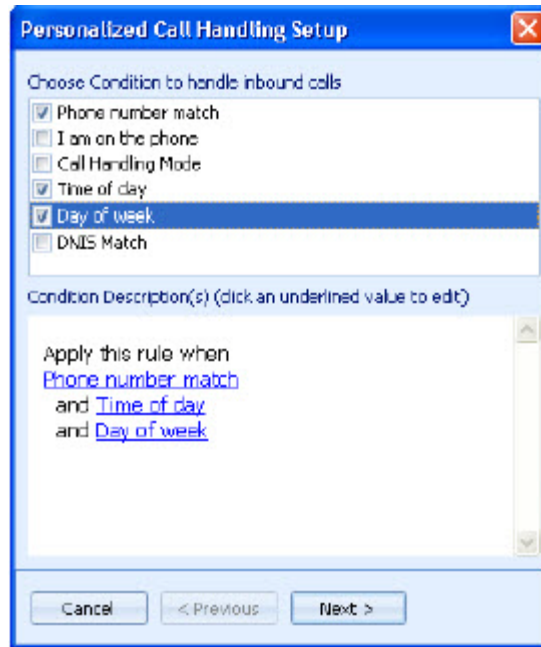 Personalized Call Handling Setup
Choose Condition to handle inbound calls
Phone number match
I am on the phone
Call Handling Mode
Time of day
Day of week
DNIS Match
Condition Description(s) (click an underlined value to edit)
Apply this rule when
Phone number match
and Time of day
and Day of week
Cancel < Previous Next >